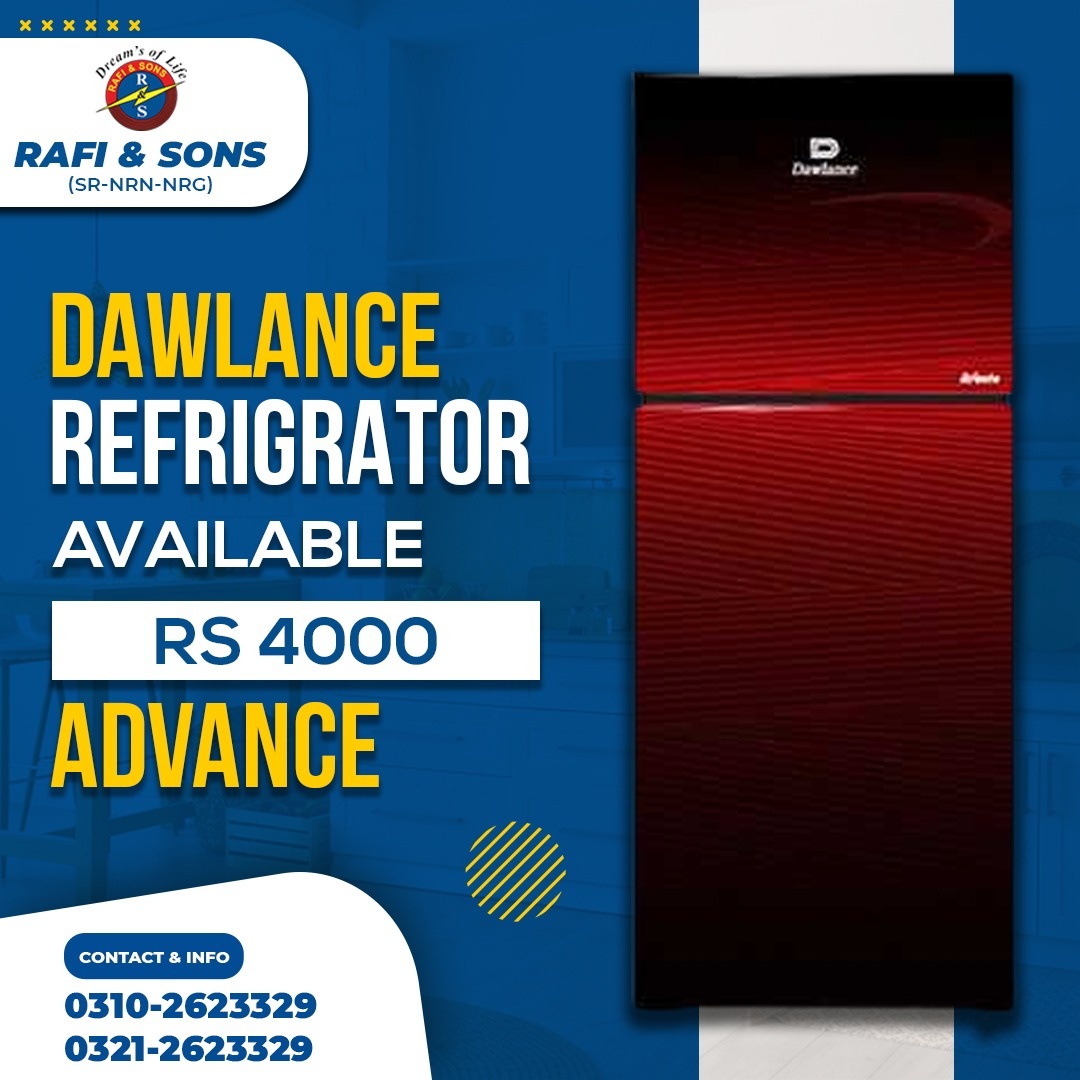 Dream's of Life
RAFI & SONS
R
&
S
RAFI & SONS
(SR-NRN-NRG)
Dawlance
DAWLANCE
REFRIGRATOR
AVAILABLE
RS 4000
ADVANCE
CONTACT & INFO
0310-2623329
0321-2623329